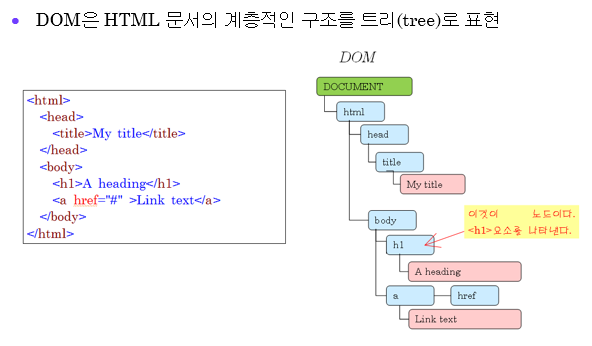 DOM은 HTML 문서의 계층적인 구조를 트리(tree)로 표현
<html>
<head>
<title>My title</title>
</head>
<body>
<h1>A heading</h1>
<a href="#" >Link text</a>
</body>
</html>
DOM
DOCUMENT
html
head
title
My title
body
h1
A heading
a
href
Link text
이것이 노드이다.
<h1>요소를 나타낸다.